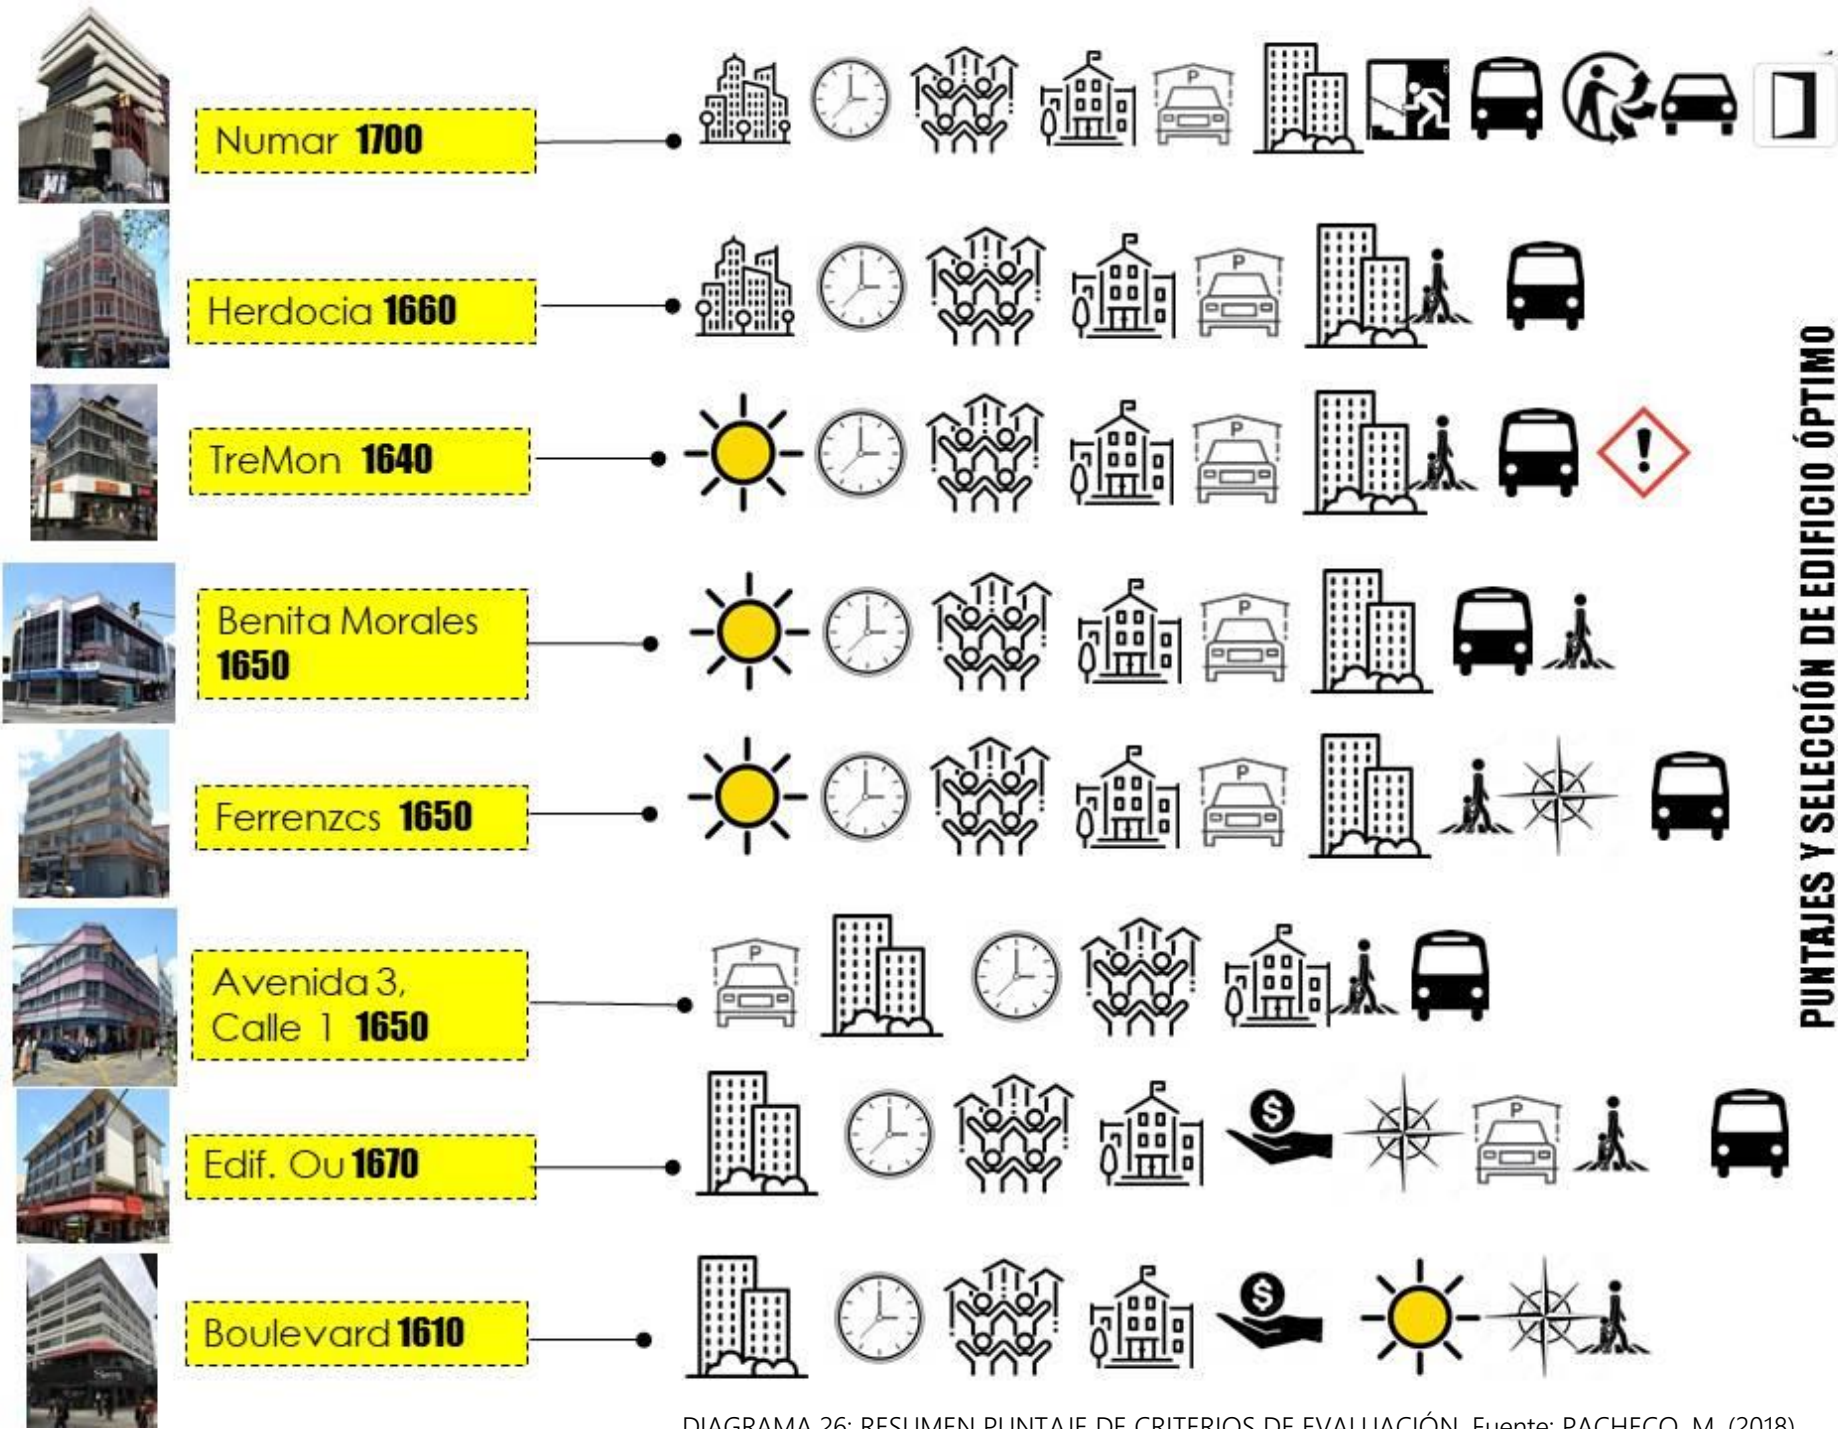 Numar 1700
Herdocia 1660
TreMon 1640
Benita Morales
1650
Ferrenzcs 1650
Avenida 3,
Calle 1 1650
Edif. Ou 1670
Boulevard 1610
P
P
P
P
P
P
P
$
$
!
PUNTAJES Y SELECCIÓN DE EDIFICIO ÓPTIMO
DIAGRAMA 26: RESUMEN PUNTAJE DE CRITERIOS DE EVALUACIÓN. Fuente: PACHECO, M. (2018)